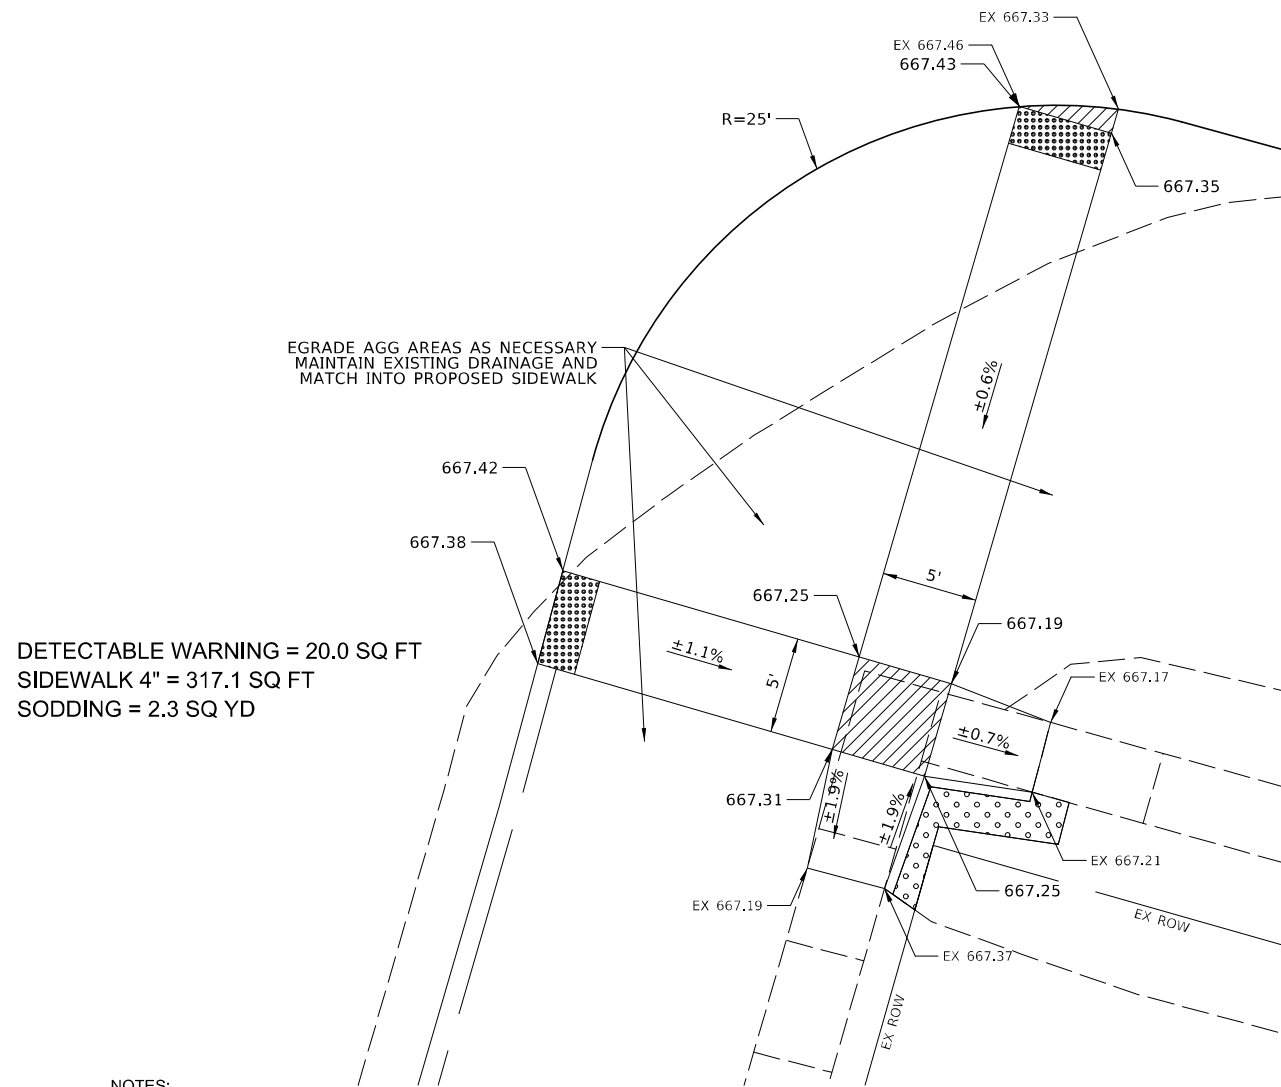 EX 667.33
EX 667.46
667.43
R=25'
667.35
EGRADE AGG AREAS AS NECESSARY
MAINTAIN EXISTING DRAINAGE AND
MATCH INTO PROPOSED SIDEWALK
±0.6%
667.42
667.38
5'
667.25
667.19
DETECTABLE WARNING = 20.0 SQ FT
SIDEWALK 4" = 317.1 SQ FT
SODDING = 2.3 SQ YD
±1.1%
5'
EX 667.17
±0.7%
667.31
±1.9%
±1.9%
EX 667.21
667.25
EX 667.19
EX ROW
EX 667.37
EX ROW
NOTES: